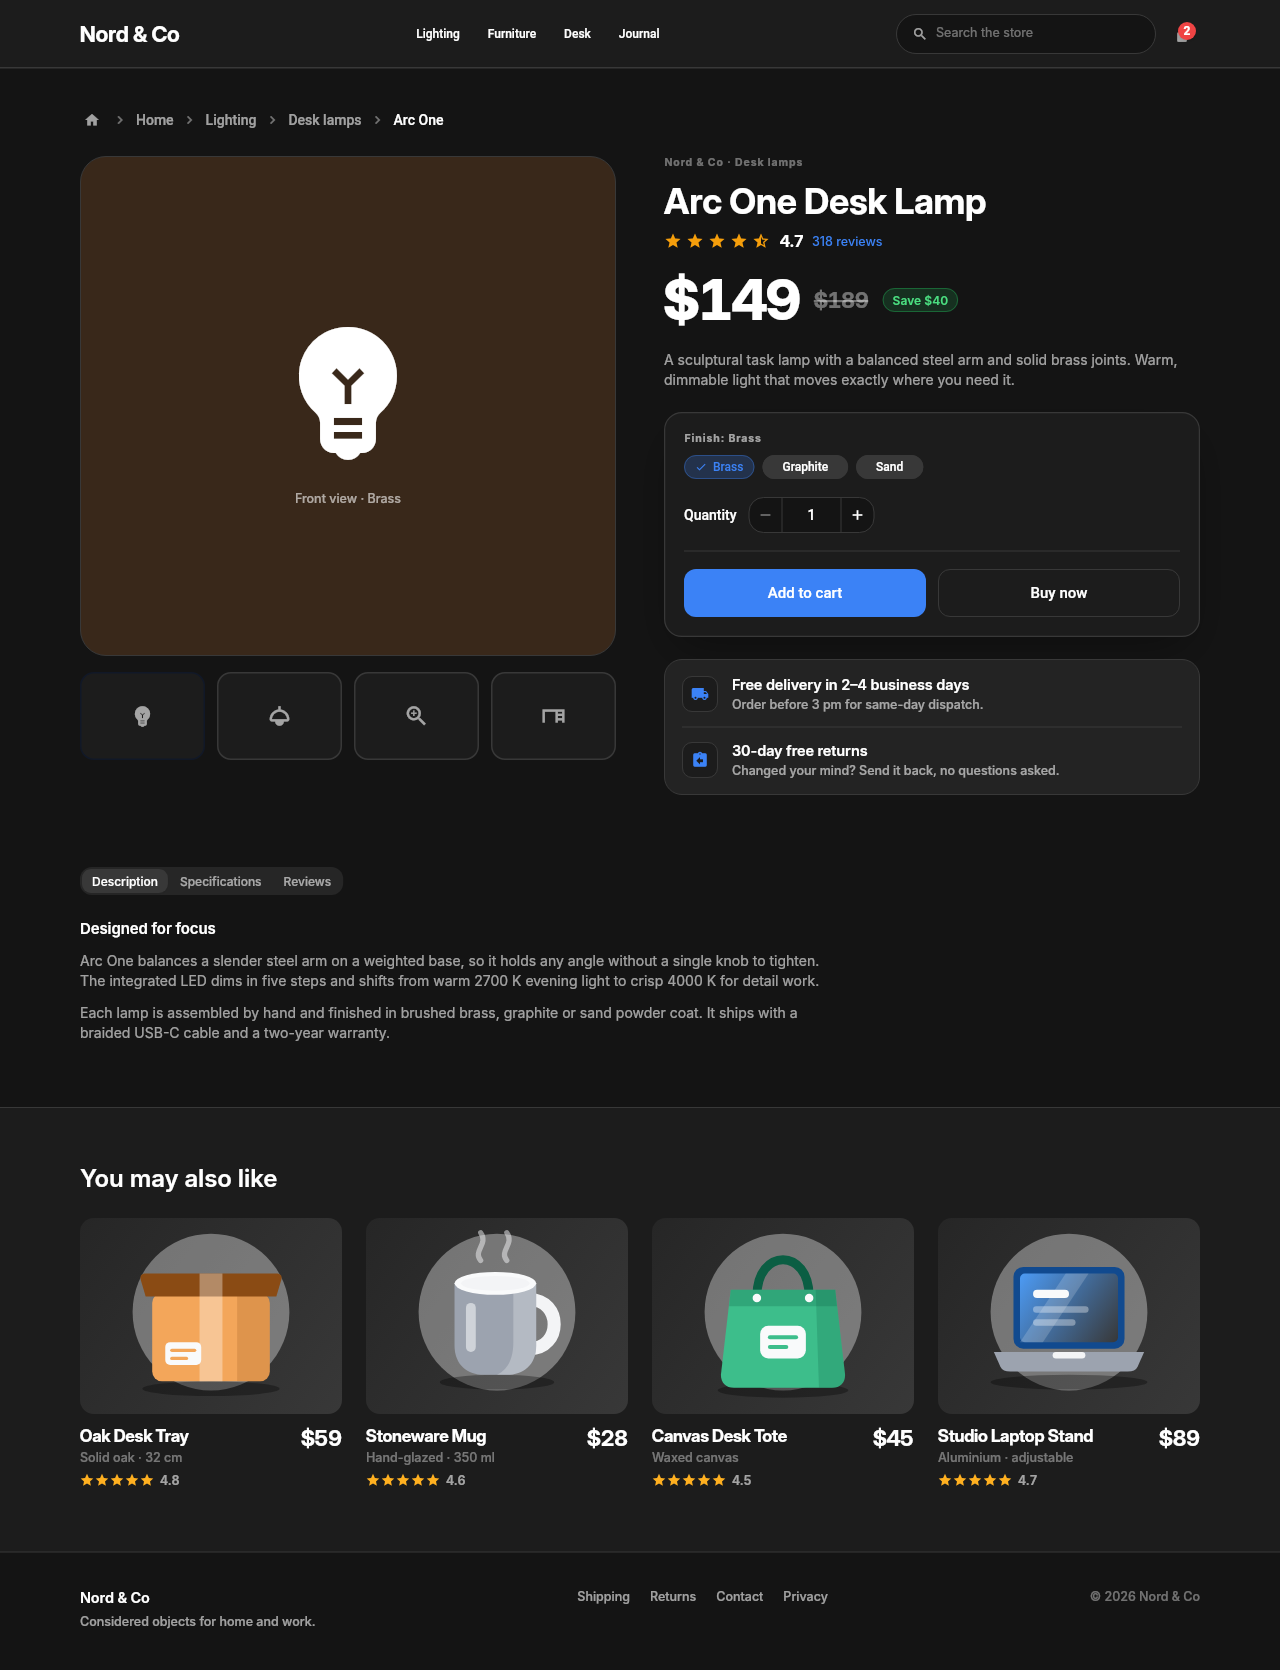 Nord & Co
Lighting Furniture Desk Journal
Search the store
2
Home Lighting Desk lamps Arc One
Front view · Brass
Nord & Co · Desk lamps
Arc One Desk Lamp
4.7 318 reviews
$149 $189 Save $40
A sculptural task lamp with a balanced steel arm and solid brass joints. Warm,
dimmable light that moves exactly where you need it.
Finish: Brass
Brass Graphite Sand
Quantity 1
Add to cart Buy now
Free delivery in 2–4 business days
Order before 3 pm for same-day dispatch.
30-day free returns
Changed your mind? Send it back, no questions asked.
Description Specifications Reviews
Designed for focus
Arc One balances a slender steel arm on a weighted base, so it holds any angle without a single knob to tighten.
The integrated LED dims in five steps and shifts from warm 2700 K evening light to crisp 4000 K for detail work.
Each lamp is assembled by hand and finished in brushed brass, graphite or sand powder coat. It ships with a
braided USB-C cable and a two-year warranty.
You may also like
Oak Desk Tray $59
Solid oak · 32 cm
4.8
Stoneware Mug $28
Hand-glazed · 350 ml
4.6
Canvas Desk Tote $45
Waxed canvas
4.5
Studio Laptop Stand $89
Aluminium · adjustable
4.7
Nord & Co
Considered objects for home and work.
Shipping Returns Contact Privacy
© 2026 Nord & Co